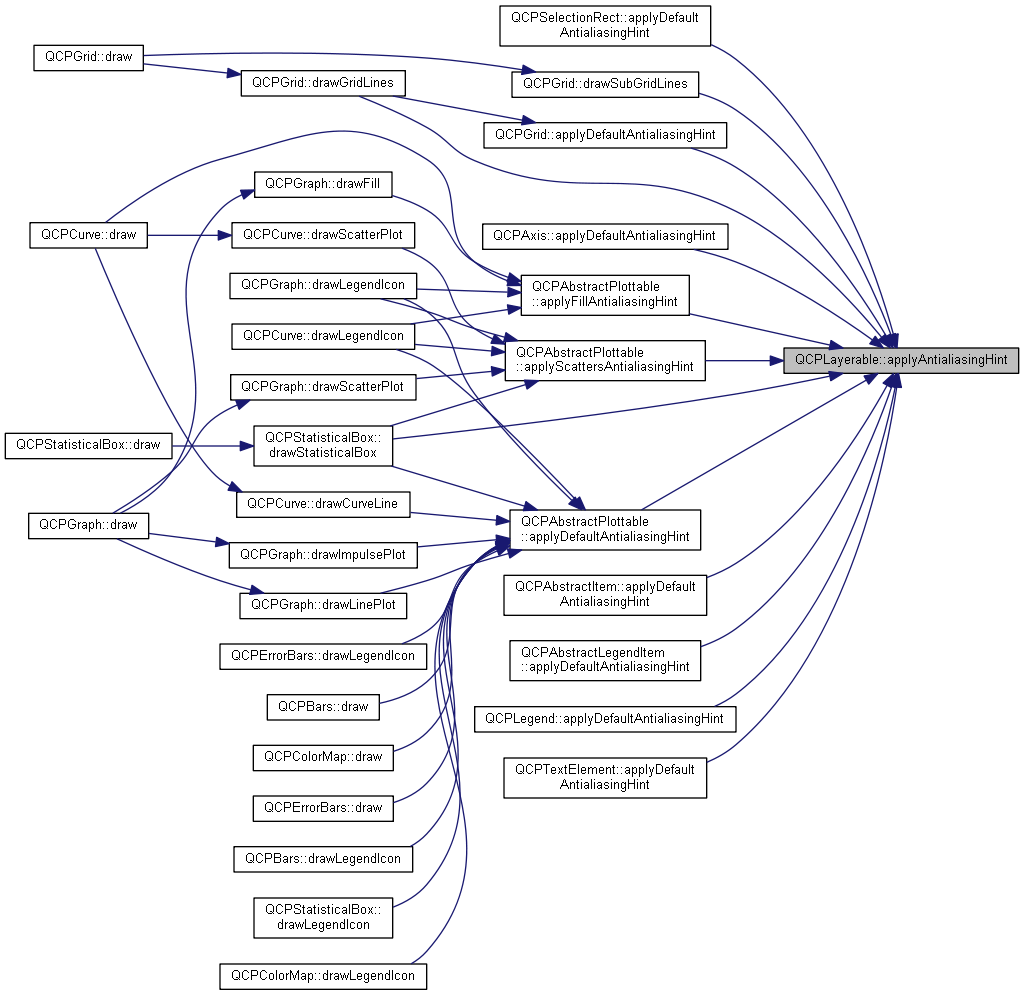 QCPSelectionRect::applyDefault
AntialiasingHint
QCPGrid::draw
QCPGrid::drawGridLines
QCPGrid::drawSubGridLines
QCPGrid::applyDefaultAntialiasingHint
QCPGraph::drawFill
QCPCurve::draw
QCPCurve::drawScatterPlot
QCPAxis::applyDefaultAntialiasingHint
QCPGraph::drawLegendIcon
QCPAbstractPlottable
::applyFillAntialiasingHint
QCPCurve::drawLegendIcon
QCPAbstractPlottable
::applyScattersAntialiasingHint
QCPLayerable::applyAntialiasingHint
QCPGraph::drawScatterPlot
QCPStatisticalBox::draw
QCPStatisticalBox::
drawStatisticalBox
QCPCurve::drawCurveLine
QCPGraph::draw
QCPAbstractPlottable
::applyDefaultAntialiasingHint
QCPGraph::drawImpulsePlot
QCPGraph::drawLinePlot
QCPAbstractItem::applyDefault
AntialiasingHint
QCPErrorBars::drawLegendIcon
QCPAbstractLegendItem
::applyDefaultAntialiasingHint
QCPBars::draw
QCPLegend::applyDefaultAntialiasingHint
QCPColorMap::draw
QCPTextElement::applyDefault
AntialiasingHint
QCPErrorBars::draw
QCPBars::drawLegendIcon
QCPStatisticalBox::
drawLegendIcon
QCPColorMap::drawLegendIcon